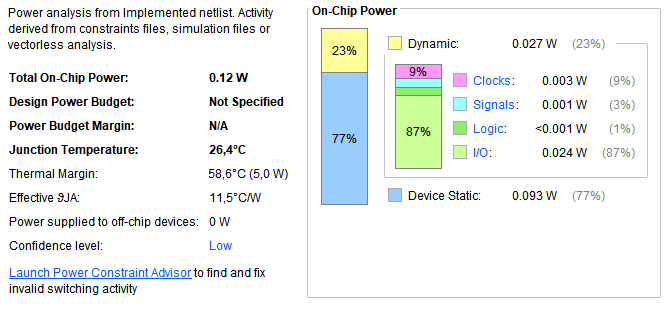 Power analysis from Implemented netlist. Activity
derived from constraints files, simulation files or
vectorless analysis.
Total On-Chip Power: 0.12 W
Design Power Budget: Not Specified
Power Budget Margin: N/A
Junction Temperature: 26,4°C
Thermal Margin: 58,6°C (5,0 W)
Effective ϑJA: 11,5°C/W
Power supplied to off-chip devices: 0 W
Confidence level: Low
Launch Power Constraint Advisor to find and fix
invalid switching activity
On-Chip Power
23%
77%
Dynamic: 0.027 W (23%)
9%
87%
Clocks: 0.003 W (9%)
Signals: 0.001 W (3%)
Logic: <0.001 W (1%)
I/O: 0.024 W (87%)
Device Static: 0.093 W (77%)